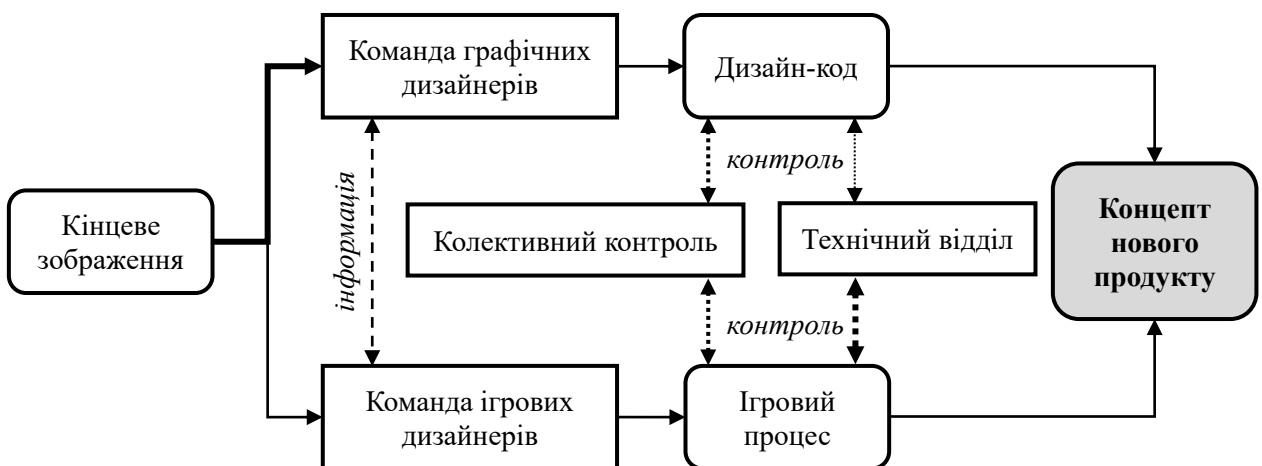 Команда графічних
дизайнерів
Дизайн-код
інформація
контроль
Кінцеве
зображення
Колективний контроль
Технічний відділ
Концепт
нового
продукту
контроль
Команда ігрових
дизайнерів
Ігровий
процес